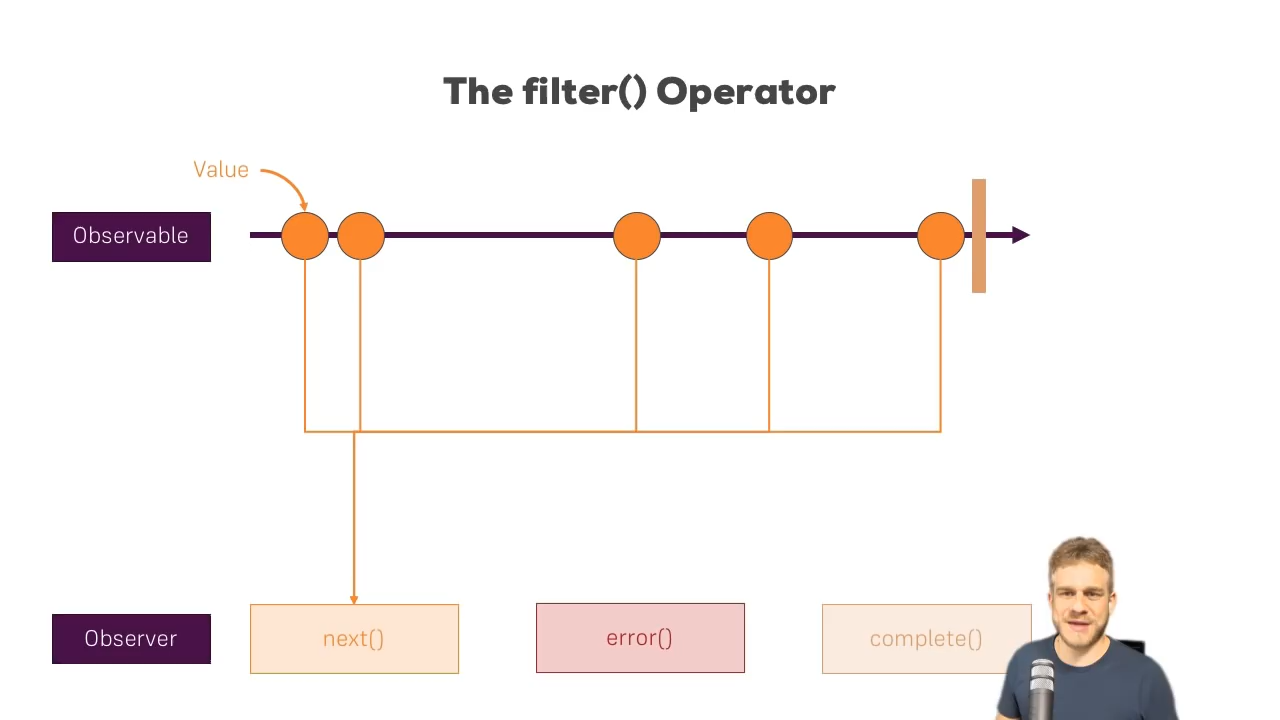 The filter() Operator
Value
Observable
Observer
next()
error()
complete()